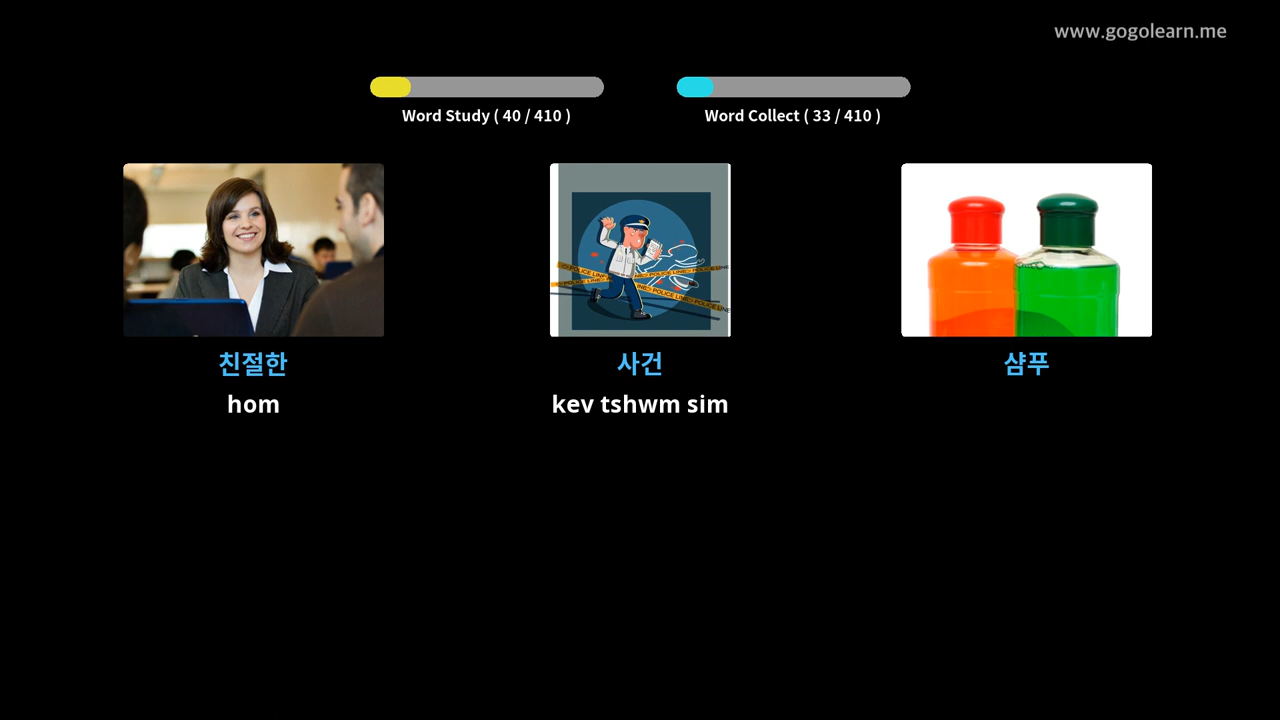 www.gogolearn.me
Word Study ( 40 / 410 )
Word Collect ( 33 / 410 )
친절한
사건
샴푸
hom
kev tshwm sim